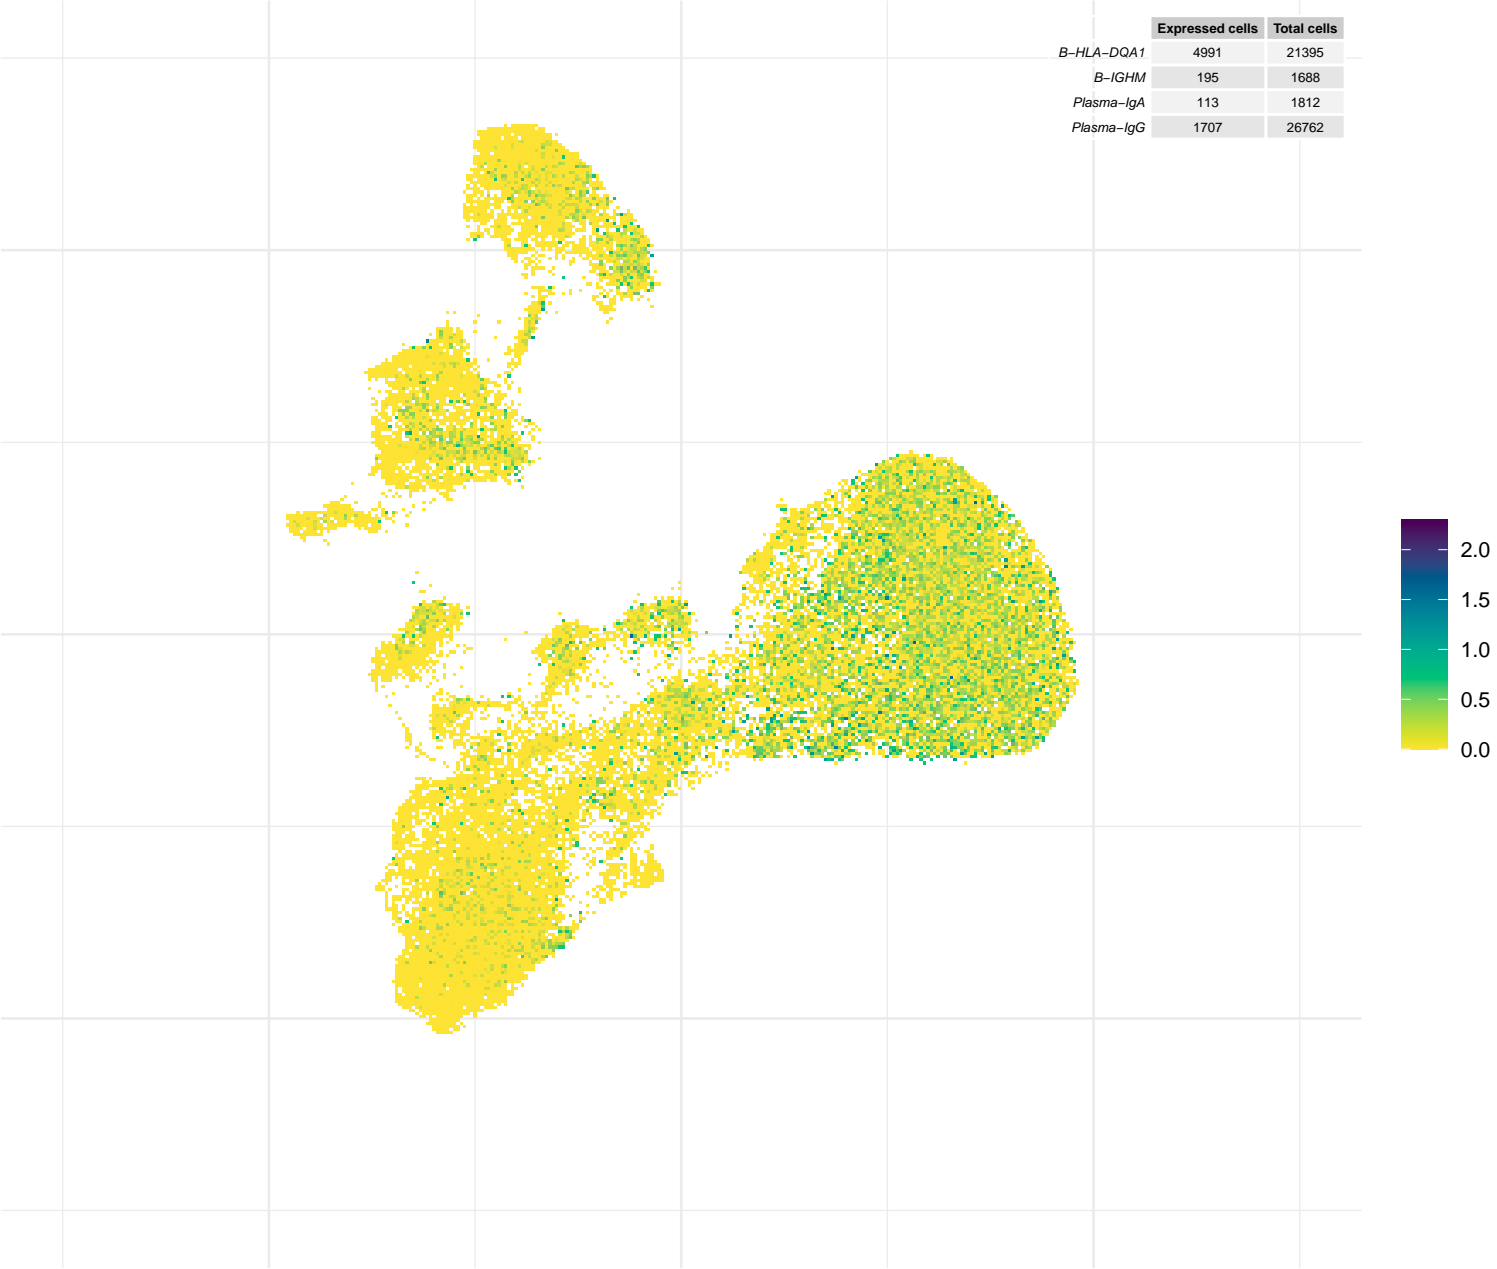 Expressed cells Total cells
B−HLA−DQA1 4991 21395
B−IGHM 195 1688
Plasma−IgA 113 1812
Plasma−IgG 1707 26762
2.0
1.5
1.0
0.5
0.0